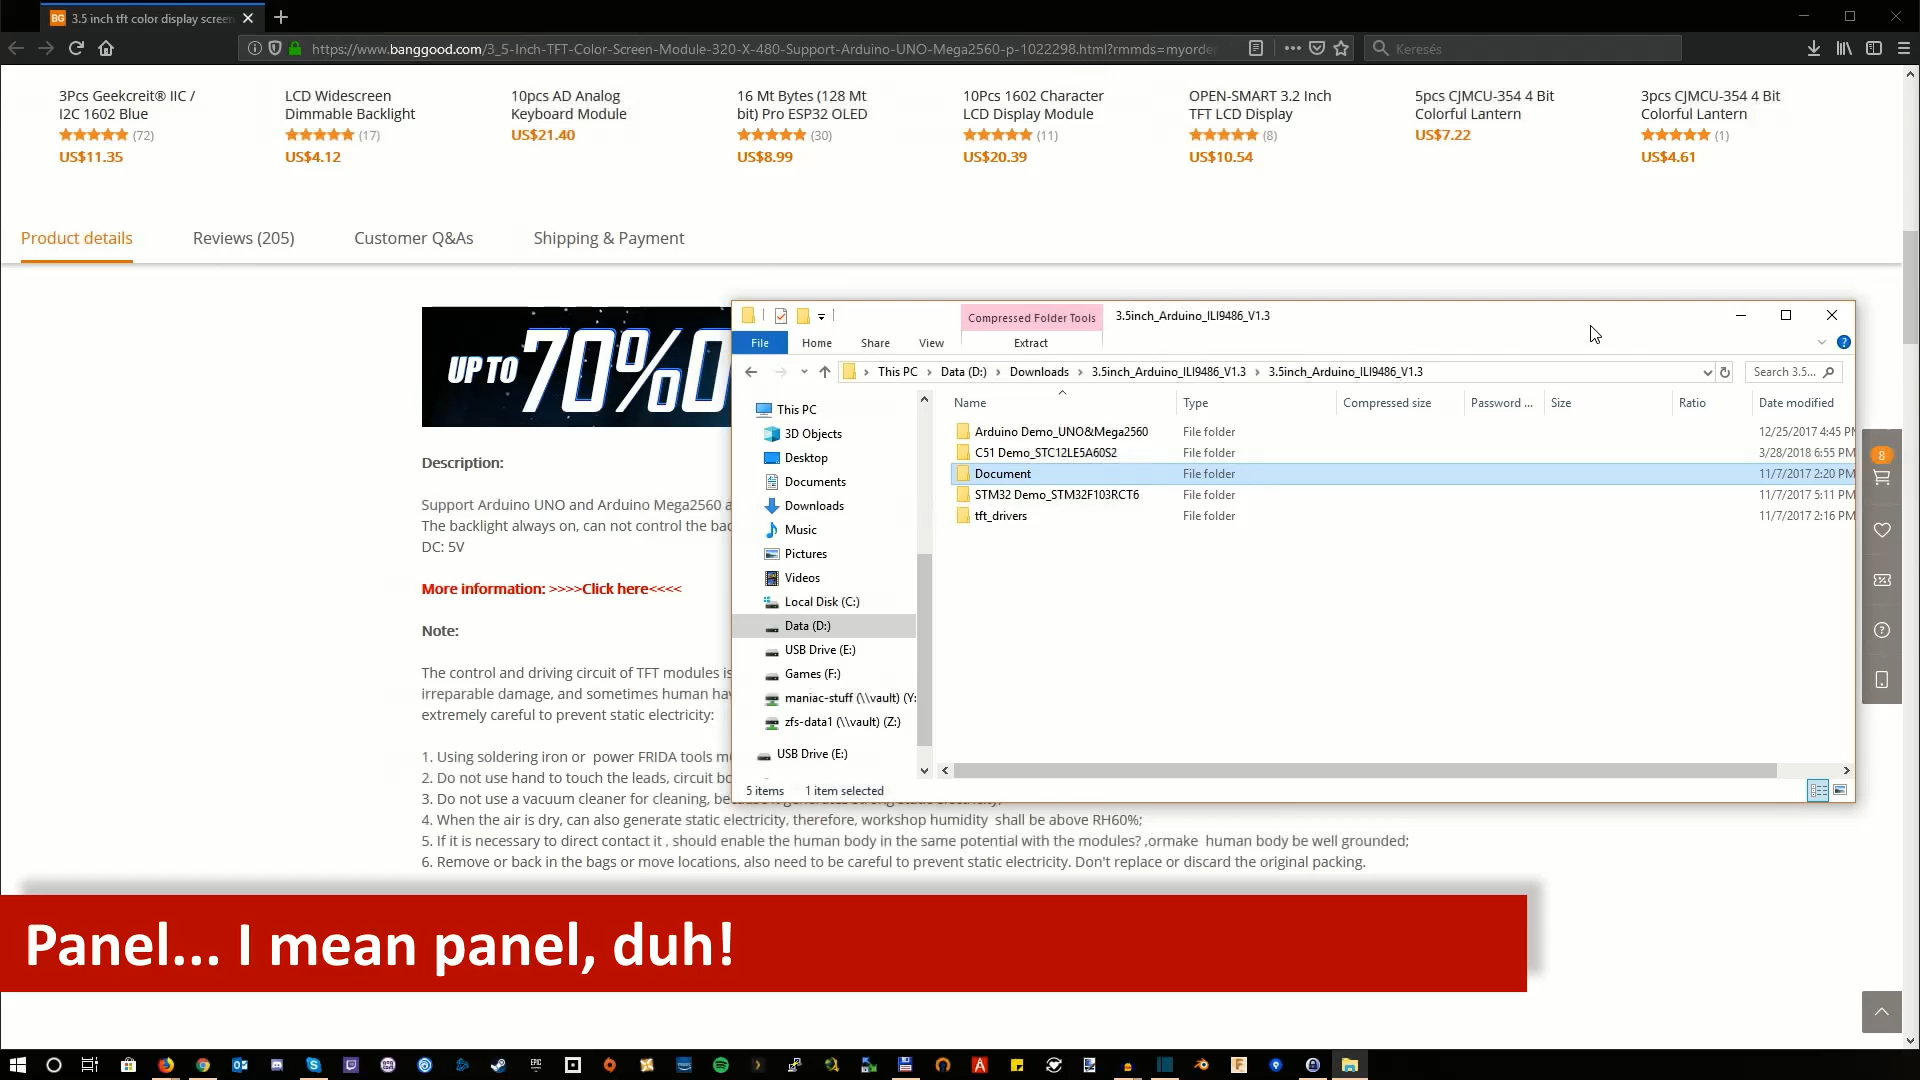 BG 3.5 inch tft color display screen
https://www.banggood.com/3_5-Inch-TFT-Color-Screen-Module-320-X-480-Support-Arduino-UNO-Mega2560-p-1022298.html?rmmds=myorde
Keresés
3Pcs Geekcreit® IIC /
I2C 1602 Blue
(72)
US$11.35
LCD Widescreen
Dimmable Backlight
(17)
US$4.12
10pcs AD Analog
Keyboard Module
US$21.40
16 Mt Bytes (128 Mt
bit) Pro ESP32 OLED
(30)
US$8.99
10Pcs 1602 Character
LCD Display Module
(11)
US$20.39
OPEN-SMART 3.2 Inch
TFT LCD Display
(8)
US$10.54
5pcs CJMCU-354 4 Bit
Colorful Lantern
US$7.22
3pcs CJMCU-354 4 Bit
Colorful Lantern
(1)
US$4.61
Product details
Reviews (205)
Customer Q&As
Shipping & Payment
UP TO 70%
Description:
Support Arduino UNO and Arduino Mega2560 a
The backlight always on, can not control the bac
DC: 5V
More information: >>>>Click here<<<<
Note:
The control and driving circuit of TFT modules is
irreparable damage, and sometimes human hav
extremely careful to prevent static electricity:
1. Using soldering iron or power FRIDA tools m
2. Do not use hand to touch the leads, circuit bo
3. Do not use a vacuum cleaner for cleaning, because it generates strong static electricity;
4. When the air is dry, can also generate static electricity, therefore, workshop humidity shall be above RH60%;
5. If it is necessary to direct contact it , should enable the human body in the same potential with the modules? ,ormake human body be well grounded;
6. Remove or back in the bags or move locations, also need to be careful to prevent static electricity. Don't replace or discard the original packing.
Compressed Folder Tools
3.5inch_Arduino_ILI9486_V1.3
File
Home
Share
View
Extract
This PC
Data (D:)
Downloads
3.5inch_Arduino_ILI9486_V1.3
3.5inch_Arduino_ILI9486_V1.3
Search 3.5...
This PC
3D Objects
Desktop
Documents
Downloads
Music
Pictures
Videos
Local Disk (C:)
Data (D:)
USB Drive (E:)
Games (F:)
maniac-stuff (\\vault) (Y:
zfs-data1 (\\vault) (Z:)
USB Drive (E:)
Name
Type
Compressed size
Password ...
Size
Ratio
Date modified
Arduino Demo_UNO&Mega2560
File folder
12/25/2017 4:45 PM
C51 Demo_STC12LE5A60S2
File folder
3/28/2018 6:55 PM
Document
File folder
11/7/2017 2:20 PM
STM32 Demo_STM32F103RCT6
File folder
11/7/2017 5:11 PM
tft_drivers
File folder
11/7/2017 2:16 PM
5 items
1 item selected
8
Panel... I mean panel, duh!
EPIC